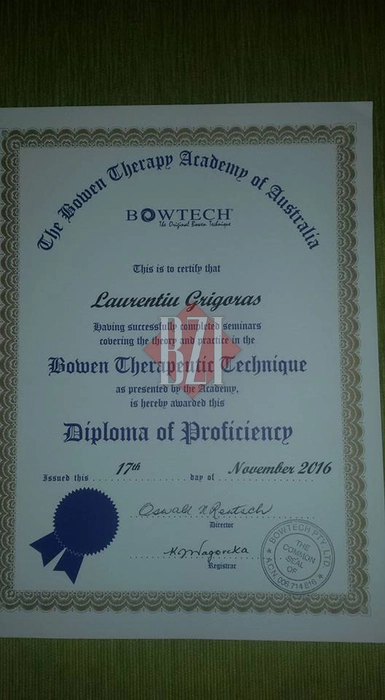 The Bowen Therapy Academy of Australia
BOWTECH
The Original Bowen Technique
This is to certify that
Laurentiu Grigoras
Having successfully completed seminars
covering the theory and practice in the
BZI
Bowen Therapeutic Technique
as presented by the Academy,
is hereby awarded this
Diploma of Proficiency
Issued this 17th day of November 2016
Oswald Rentsch
Director
Registrar
BOWTECH PTY LTD
THE
COMMON
SEAL
OF
A.C.N.